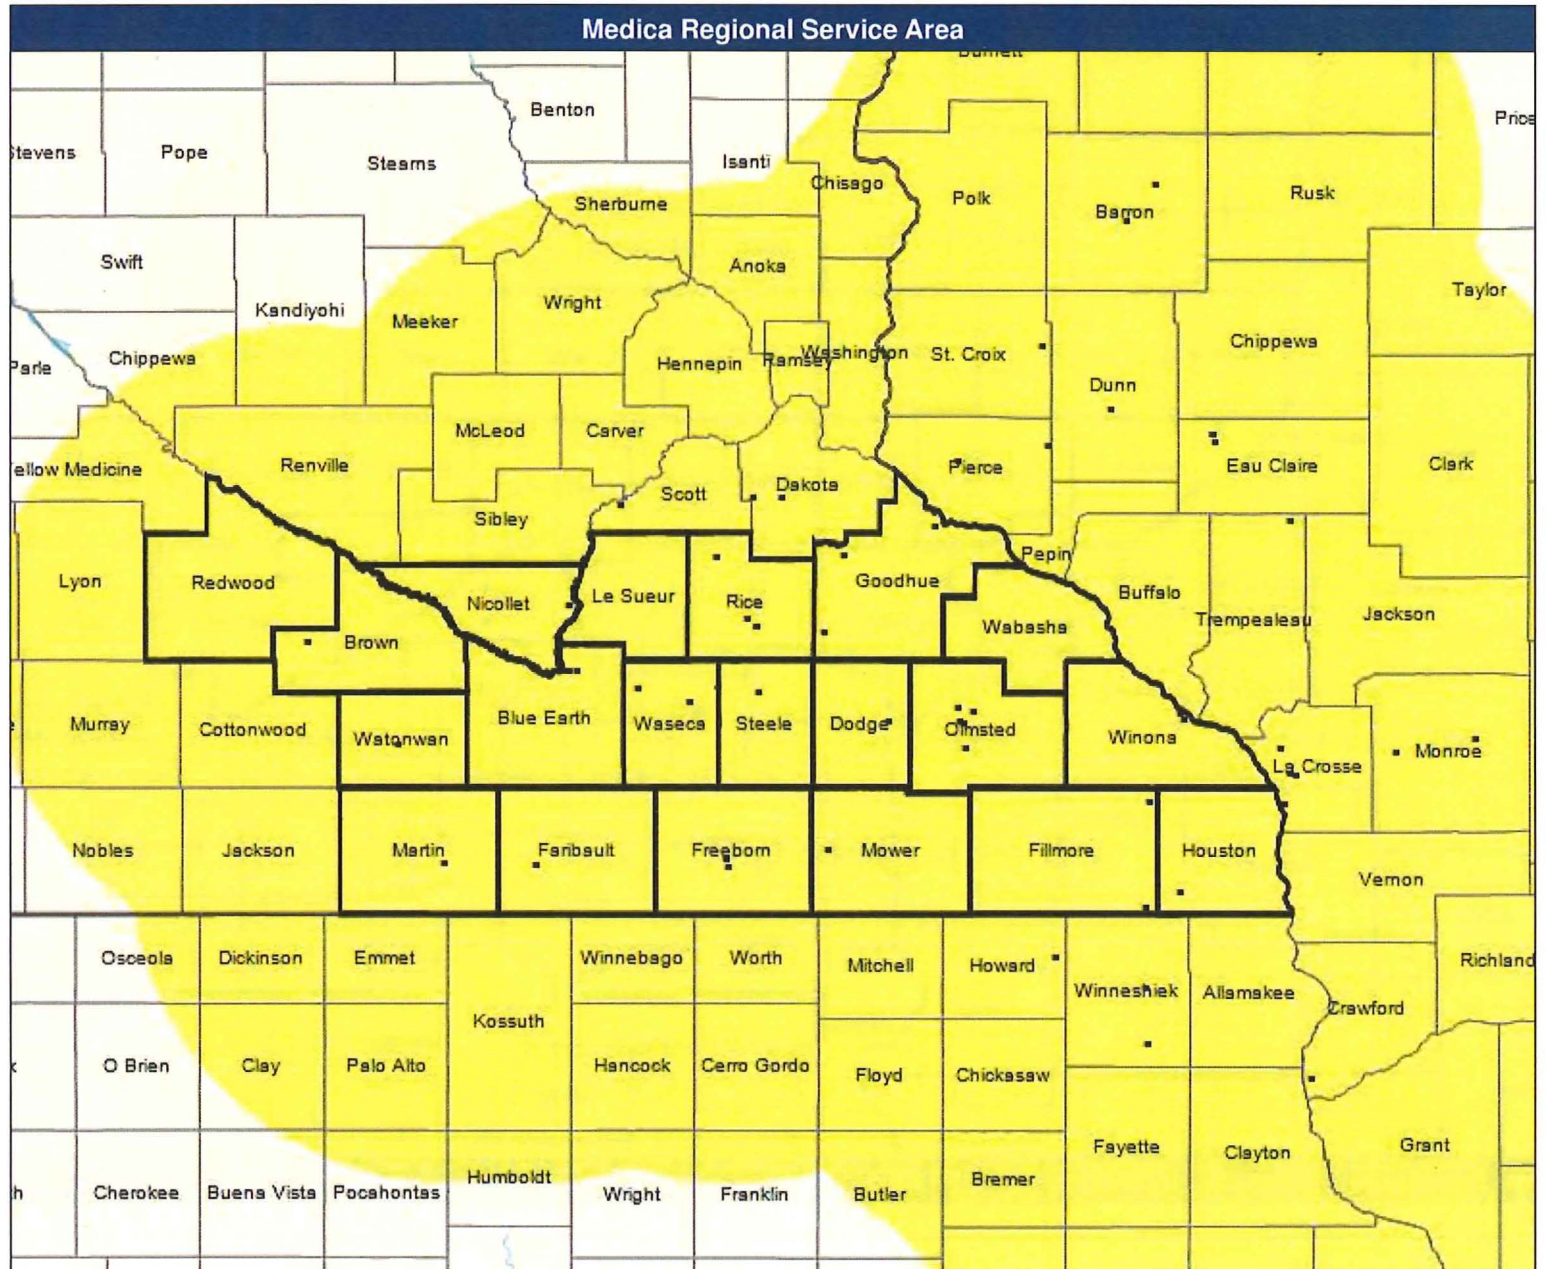 Medica Regional Service Area
Benton
Price
Stevens
Pope
Stearns
Isanti
Chisago
Polk
Barron
Rusk
Sherburne
Swift
Anoka
Kandiyohi
Wright
Meeker
Taylor
Chippewa
Parle
Hennepin
Ramsey
Washington
St. Croix
Chippewa
Dunn
McLeod
Carver
Renville
ellow Medicine
Scott
Dakota
Pierce
Eau Claire
Clark
Sibley
Pepin
Lyon
Redwood
Nicollet
Le Sueur
Rice
Goodhue
Buffalo
Trempealeau
Jackson
Brown
Wabasha
Murray
Cottonwood
Watonwan
Blue Earth
Waseca
Steele
Dodge
Olmsted
Winona
La Crosse
Monroe
Nobles
Jackson
Martin
Faribault
Freeborn
Mower
Fillmore
Houston
Vernon
Osceola
Dickinson
Emmet
Winnebago
Worth
Mitchell
Howard
Richland
Kossuth
Winneshiek
Allamakee
Crawford
O Brien
Clay
Palo Alto
Hancock
Cerro Gordo
Floyd
Chickasaw
Fayette
Clayton
Grant
Cherokee
Buena Vista
Pocahontas
Humboldt
Wright
Franklin
Butler
Bremer